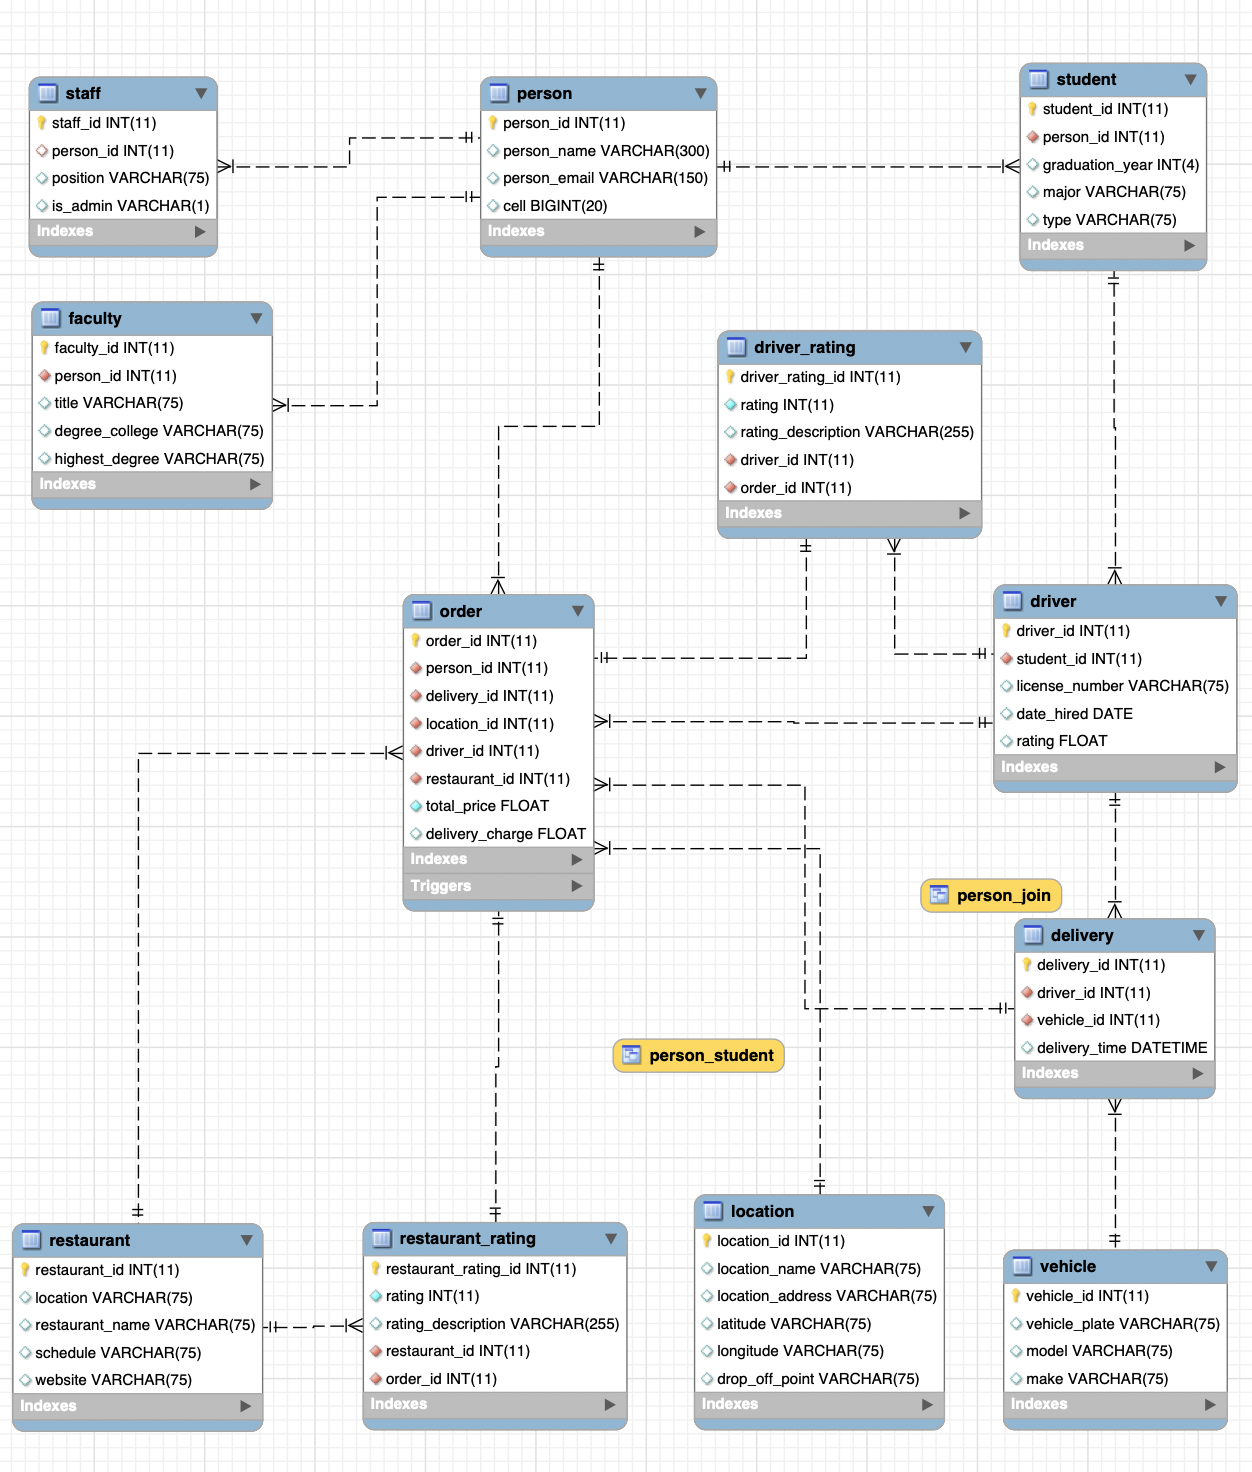 staff
staff_id INT(11)
person_id INT(11)
position VARCHAR(75)
is_admin VARCHAR(1)
Indexes
person
person_id INT(11)
person_name VARCHAR(300)
person_email VARCHAR(150)
cell BIGINT(20)
Indexes
student
student_id INT(11)
person_id INT(11)
graduation_year INT(4)
major VARCHAR(75)
type VARCHAR(75)
Indexes
faculty
faculty_id INT(11)
person_id INT(11)
title VARCHAR(75)
degree_college VARCHAR(75)
highest_degree VARCHAR(75)
Indexes
driver_rating
driver_rating_id INT(11)
rating INT(11)
rating_description VARCHAR(255)
driver_id INT(11)
order_id INT(11)
Indexes
order
order_id INT(11)
person_id INT(11)
delivery_id INT(11)
location_id INT(11)
driver_id INT(11)
restaurant_id INT(11)
total_price FLOAT
delivery_charge FLOAT
Indexes
Triggers
driver
driver_id INT(11)
student_id INT(11)
license_number VARCHAR(75)
date_hired DATE
rating FLOAT
Indexes
person_join
delivery
delivery_id INT(11)
driver_id INT(11)
vehicle_id INT(11)
delivery_time DATETIME
Indexes
person_student
restaurant
restaurant_id INT(11)
location VARCHAR(75)
restaurant_name VARCHAR(75)
schedule VARCHAR(75)
website VARCHAR(75)
Indexes
restaurant_rating
restaurant_rating_id INT(11)
rating INT(11)
rating_description VARCHAR(255)
restaurant_id INT(11)
order_id INT(11)
Indexes
location
location_id INT(11)
location_name VARCHAR(75)
location_address VARCHAR(75)
latitude VARCHAR(75)
longitude VARCHAR(75)
drop_off_point VARCHAR(75)
Indexes
vehicle
vehicle_id INT(11)
vehicle_plate VARCHAR(75)
model VARCHAR(75)
make VARCHAR(75)
Indexes